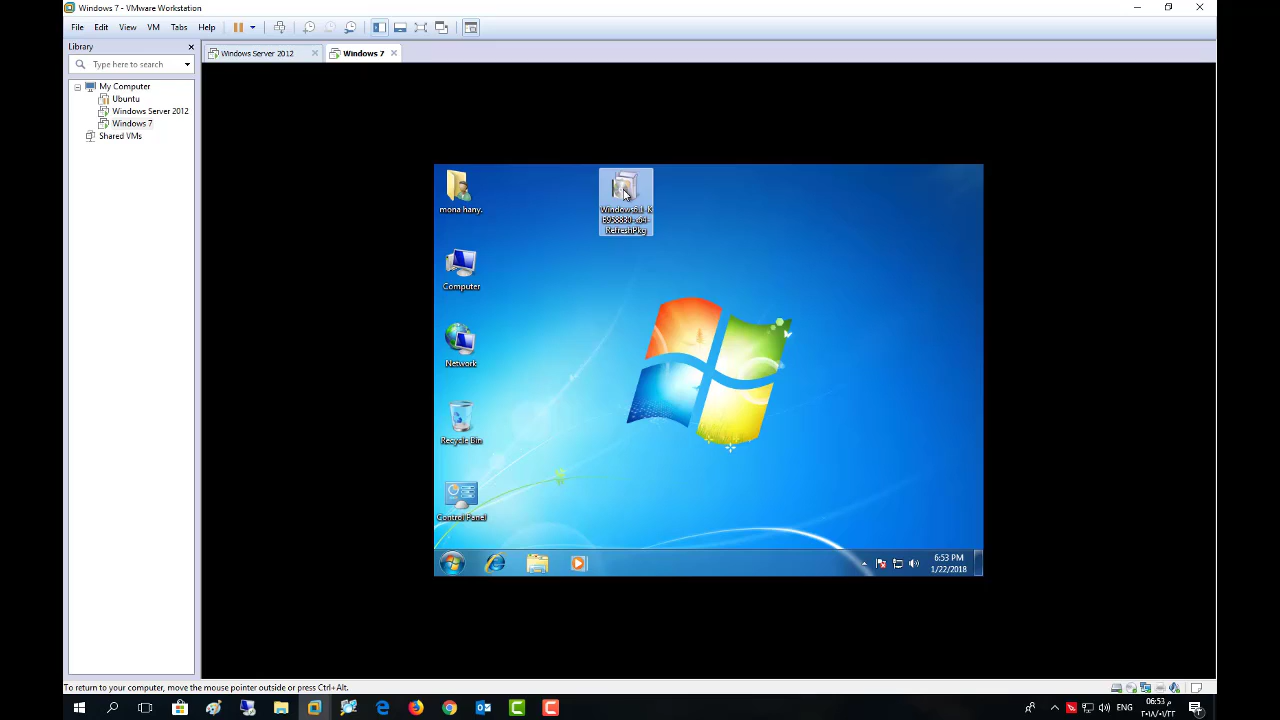 Windows 7 - VMware Workstation
File Edit View VM Tabs Help
Library
Type here to search
My Computer
Ubuntu
Windows Server 2012
Windows 7
Shared VMs
Windows Server 2012
Windows 7
mona hany.
Computer
Network
Recycle Bin
Control Panel
RefreshPkg
6:53 PM
1/22/2018
To return to your computer, move the mouse pointer outside or press Ctrl+Alt.
ENG
م 06:53